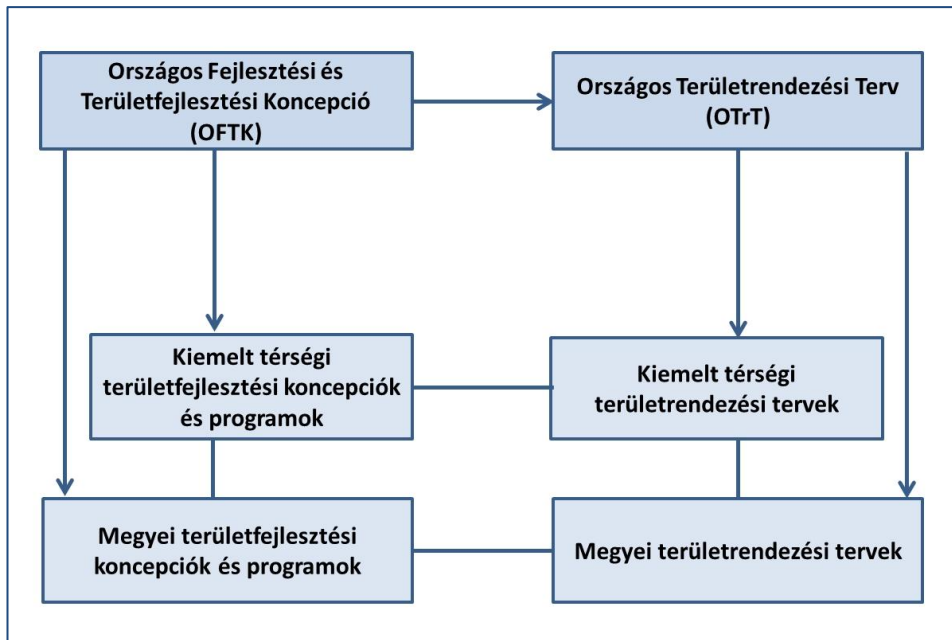 Országos Fejlesztési és
Területfejlesztési Koncepció
(OFTK)
Országos Területrendezési Terv
(OTrT)
Kiemelt térségi
területfejlesztési koncepciók
és programok
Kiemelt térségi
területrendezési tervek
Megyei területfejlesztési
koncepciók és programok
Megyei területrendezési tervek